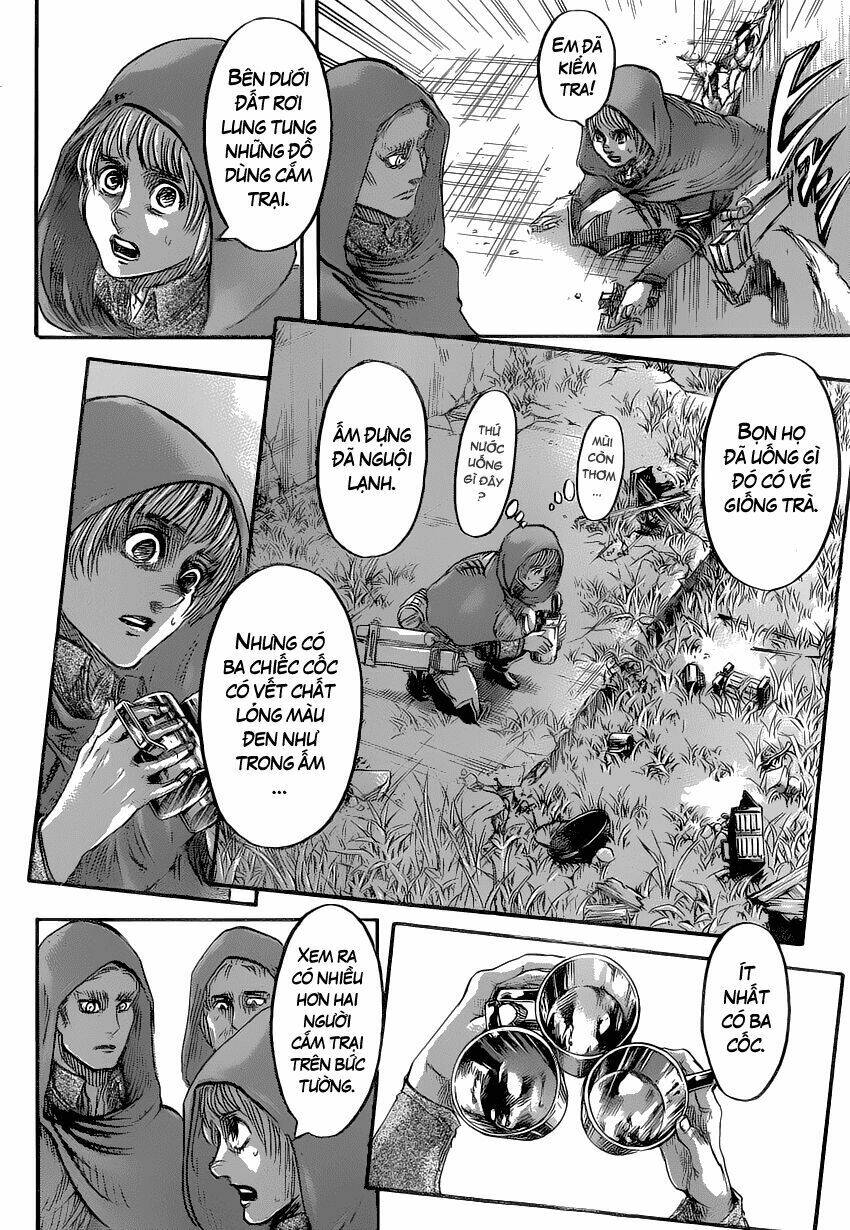 EM ĐÃ
KIỂM
TRA!
BÊN DƯỚI
ĐẤT RƠI
LUNG TUNG
NHỮNG ĐỒ
DÙNG CẮM
TRẠI.
BỌN HỌ
ĐÃ UỐNG GÌ
ĐÓ CÓ VẺ
GIỐNG TRÀ.
MÙI
CÒN
THƠM
...
THỨ
NƯỚC
UỐNG
GÌ ĐÂY
?
ẤM ĐỰNG
ĐÃ NGUỘI
LẠNH.
NHƯNG CÓ
BA CHIẾC CỐC
CÓ VẾT CHẤT
LỎNG MÀU
ĐEN NHƯ
TRONG ẤM
...
ÍT
NHẤT
CÓ BA
CỐC.
XEM RA
CÓ NHIỀU
HƠN HAI
NGƯỜI
CẮM TRẠI
TRÊN BỨC
TƯỜNG.